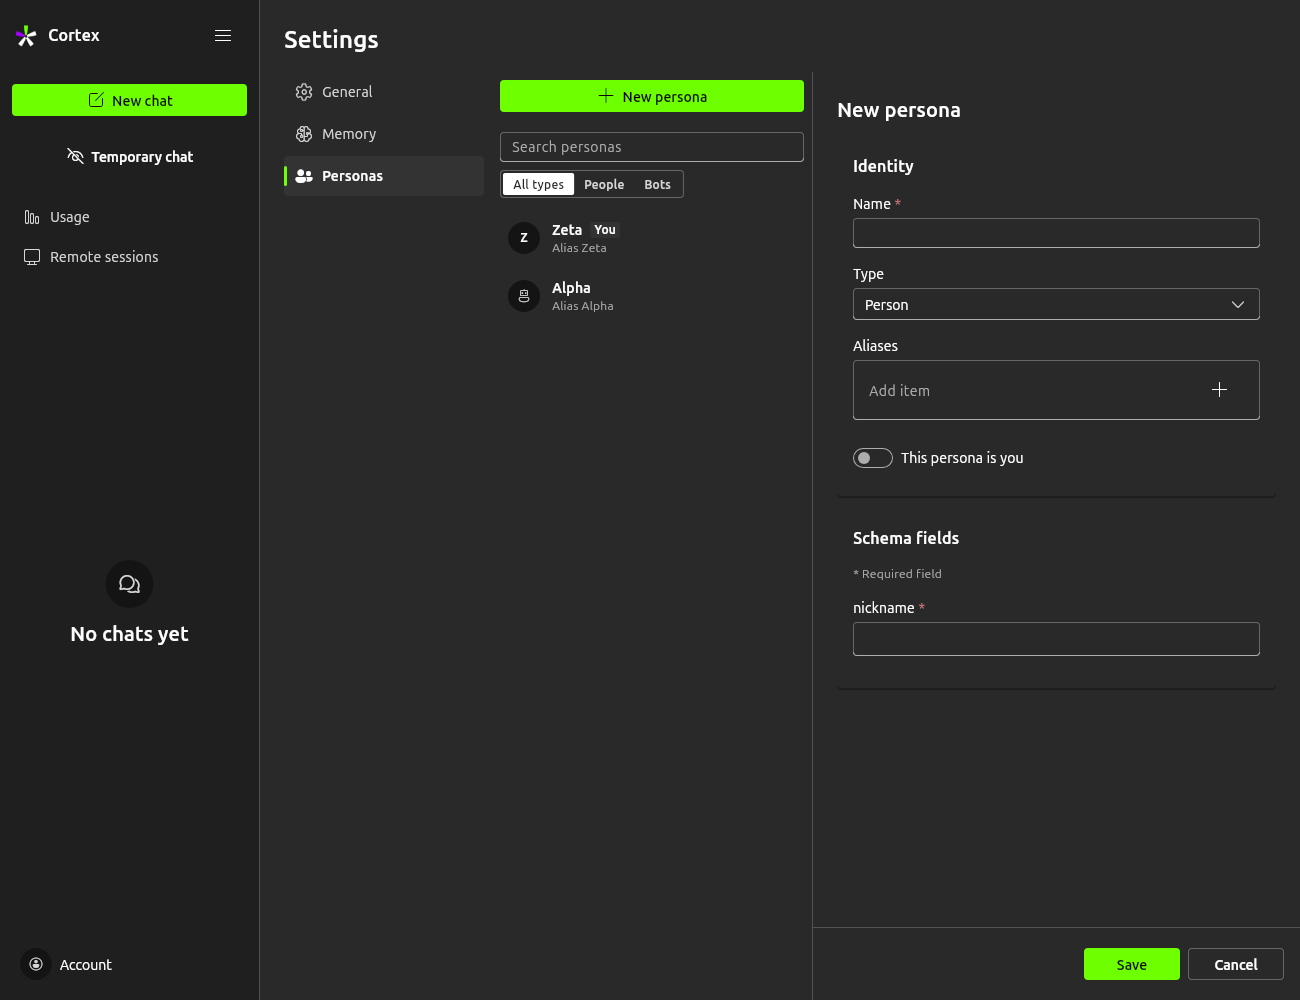 Cortex
New chat
Temporary chat
Usage
Remote sessions
No chats yet
Account
Settings
General
Memory
Personas
New persona
Search personas
All types People Bots
Z
Zeta You
Alias Zeta
Alpha
Alias Alpha
New persona
Identity
Name *
Type
Person
Aliases
Add item
This persona is you
Schema fields
* Required field
nickname *
Save Cancel